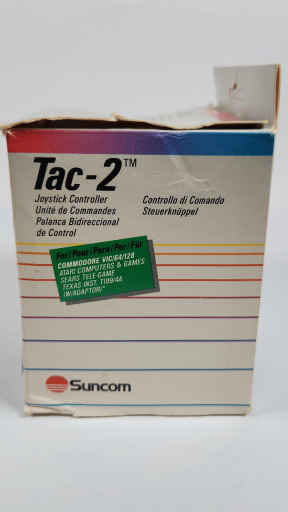 Tac-2™
Joystick Controller
Unité de Commandes
Palanca Bidireccional
de Control
Controllo di Comando
Steuerknüppel
For/Pour/Para/Per/Für
COMMODORE VIC/64/128
ATARI COMPUTERS & GAMES
SEARS TELE-GAME
TEXAS INST. TI99/4A
(W/ADAPTOR)*
Suncom